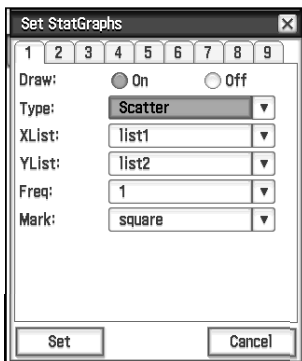 Set StatGraphs
1 2 3 4 5 6 7 8 9
Draw: On Off
Type: Scatter
XList: list1
YList: list2
Freq: 1
Mark: square
Set Cancel